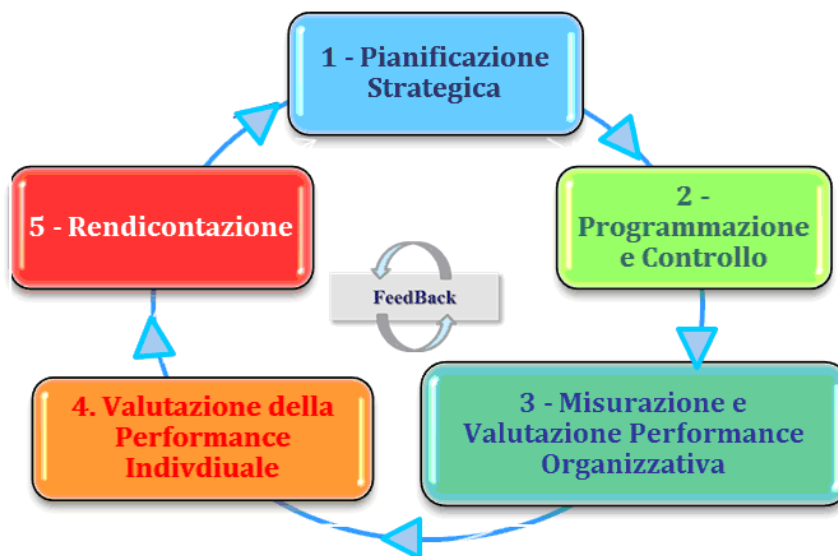 1 - Pianificazione
Strategica
2 -
Programmazione
e Controllo
3 - Misurazione e
Valutazione Performance
Organizzativa
4. Valutazione della
Performance
Indivdiuale
5 - Rendicontazione
FeedBack